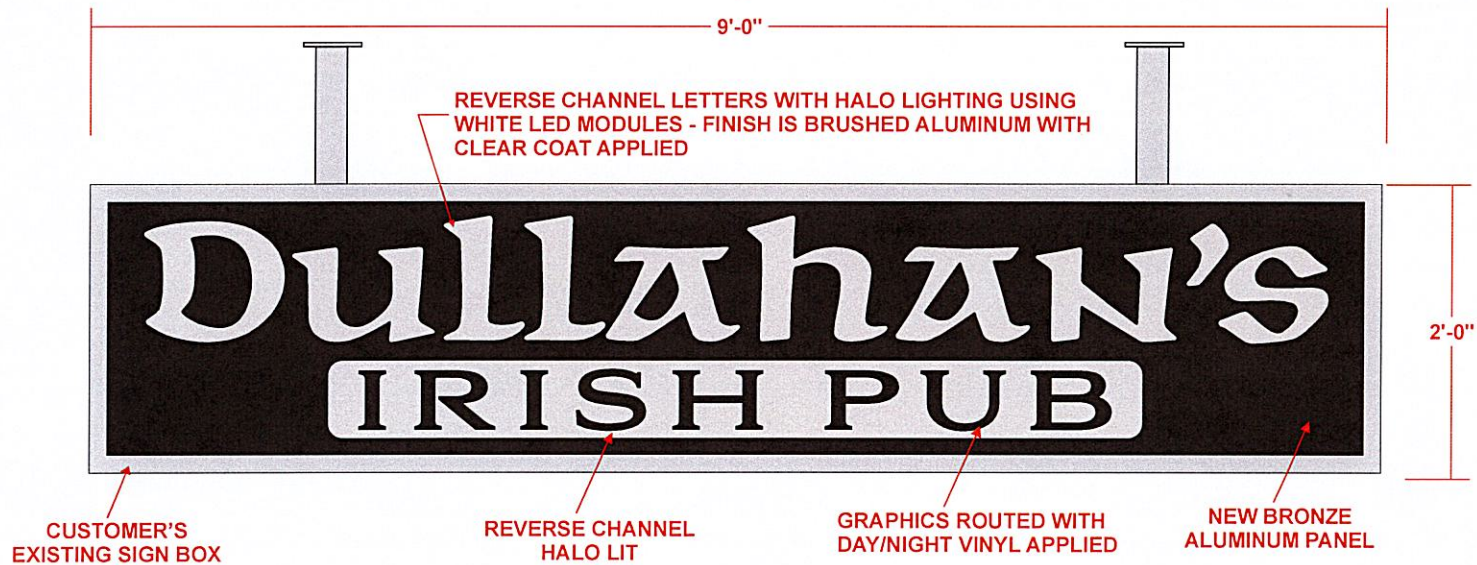 9'-0"
REVERSE CHANNEL LETTERS WITH HALO LIGHTING USING
WHITE LED MODULES - FINISH IS BRUSHED ALUMINUM WITH
CLEAR COAT APPLIED
Dullahan's
2'-0"
IRISH PUB
CUSTOMER'S
EXISTING SIGN BOX
REVERSE CHANNEL
HALO LIT
GRAPHICS ROUTED WITH
DAY/NIGHT VINYL APPLIED
NEW BRONZE
ALUMINUM PANEL